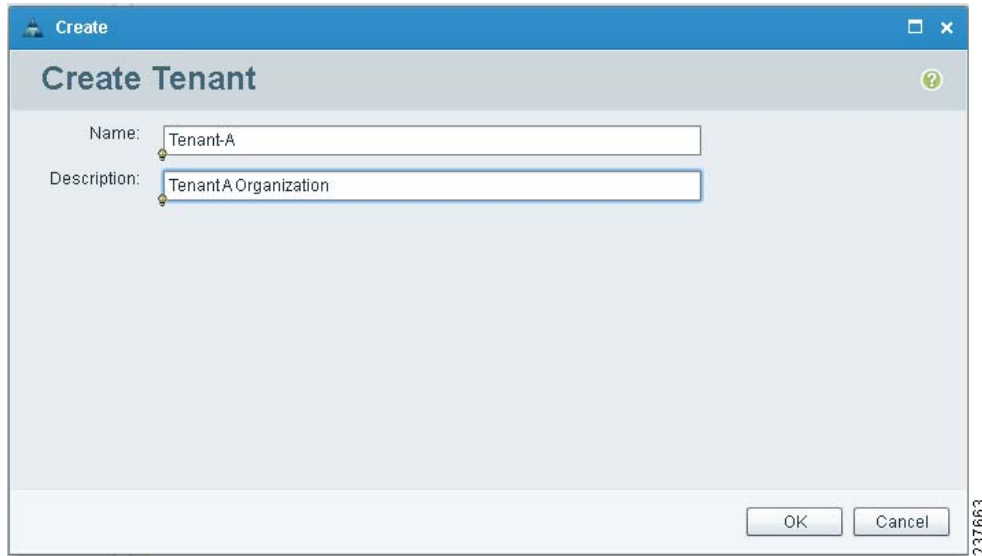 Create
Create Tenant
?
Name:
Tenant-A
Description:
Tenant A Organization
OK
Cancel
237663